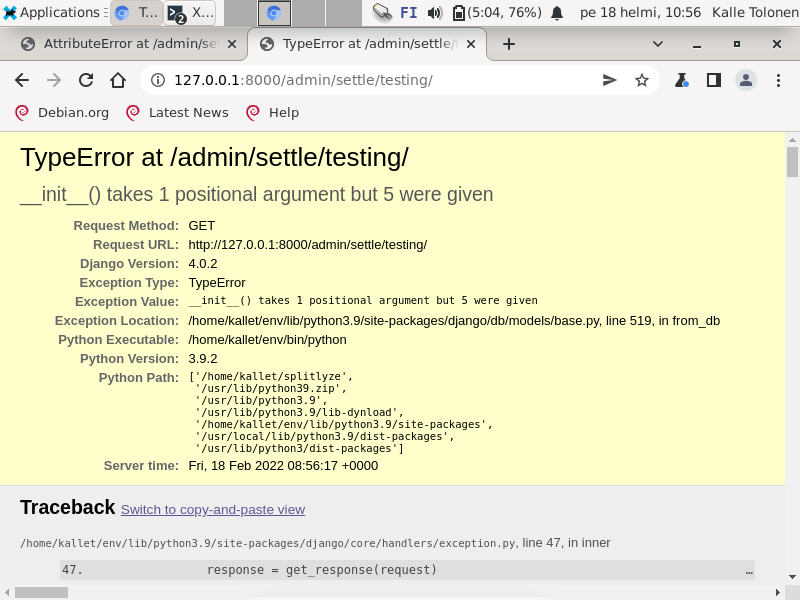 Applications T... X... FI (5:04, 76%) pe 18 helmi, 10:56 Kalle Tolonen
2
AttributeError at /admin/se TypeError at /admin/settle/
127.0.0.1:8000/admin/settle/testing/
Debian.org Latest News Help
TypeError at /admin/settle/testing/
__init__() takes 1 positional argument but 5 were given
Request Method: GET
Request URL: http://127.0.0.1:8000/admin/settle/testing/
Django Version: 4.0.2
Exception Type: TypeError
Exception Value: __init__() takes 1 positional argument but 5 were given
Exception Location: /home/kallet/env/lib/python3.9/site-packages/django/db/models/base.py, line 519, in from_db
Python Executable: /home/kallet/env/bin/python
Python Version: 3.9.2
Python Path: ['/home/kallet/splitlyze',
'/usr/lib/python39.zip',
'/usr/lib/python3.9',
'/usr/lib/python3.9/lib-dynload',
'/home/kallet/env/lib/python3.9/site-packages',
'/usr/local/lib/python3.9/dist-packages',
'/usr/lib/python3/dist-packages']
Server time: Fri, 18 Feb 2022 08:56:17 +0000
Traceback Switch to copy-and-paste view
/home/kallet/env/lib/python3.9/site-packages/django/core/handlers/exception.py, line 47, in inner
47. response = get_response(request) …